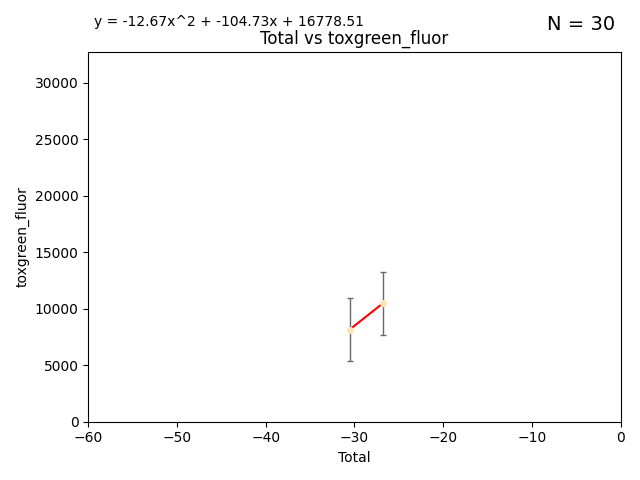 y = -12.67x^2 + -104.73x + 16778.51
N = 30
Total vs toxgreen_fluor
30000
25000
20000
15000
10000
5000
0
toxgreen_fluor
−60 −50 −40 −30 −20 −10 0
Total